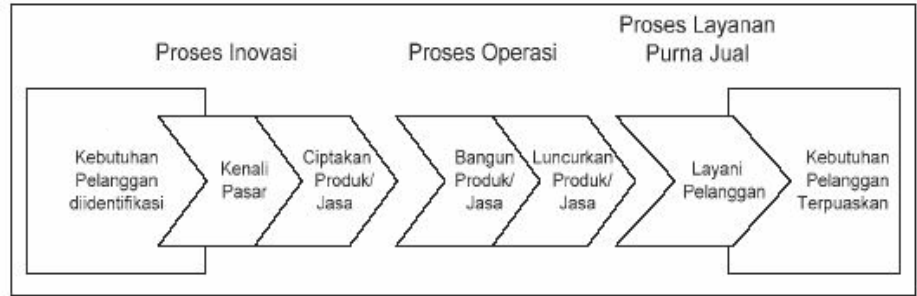 Proses Inovasi
Proses Operasi
Proses Layanan
Purna Jual
Kebutuhan
Pelanggan
diidentifikasi
Kenali
Pasar
Ciptakan
Produk/
Jasa
Bangun
Produk/
Jasa
Luncurkan
Produk/
Jasa
Layani
Pelanggan
Kebutuhan
Pelanggan
Terpuaskan